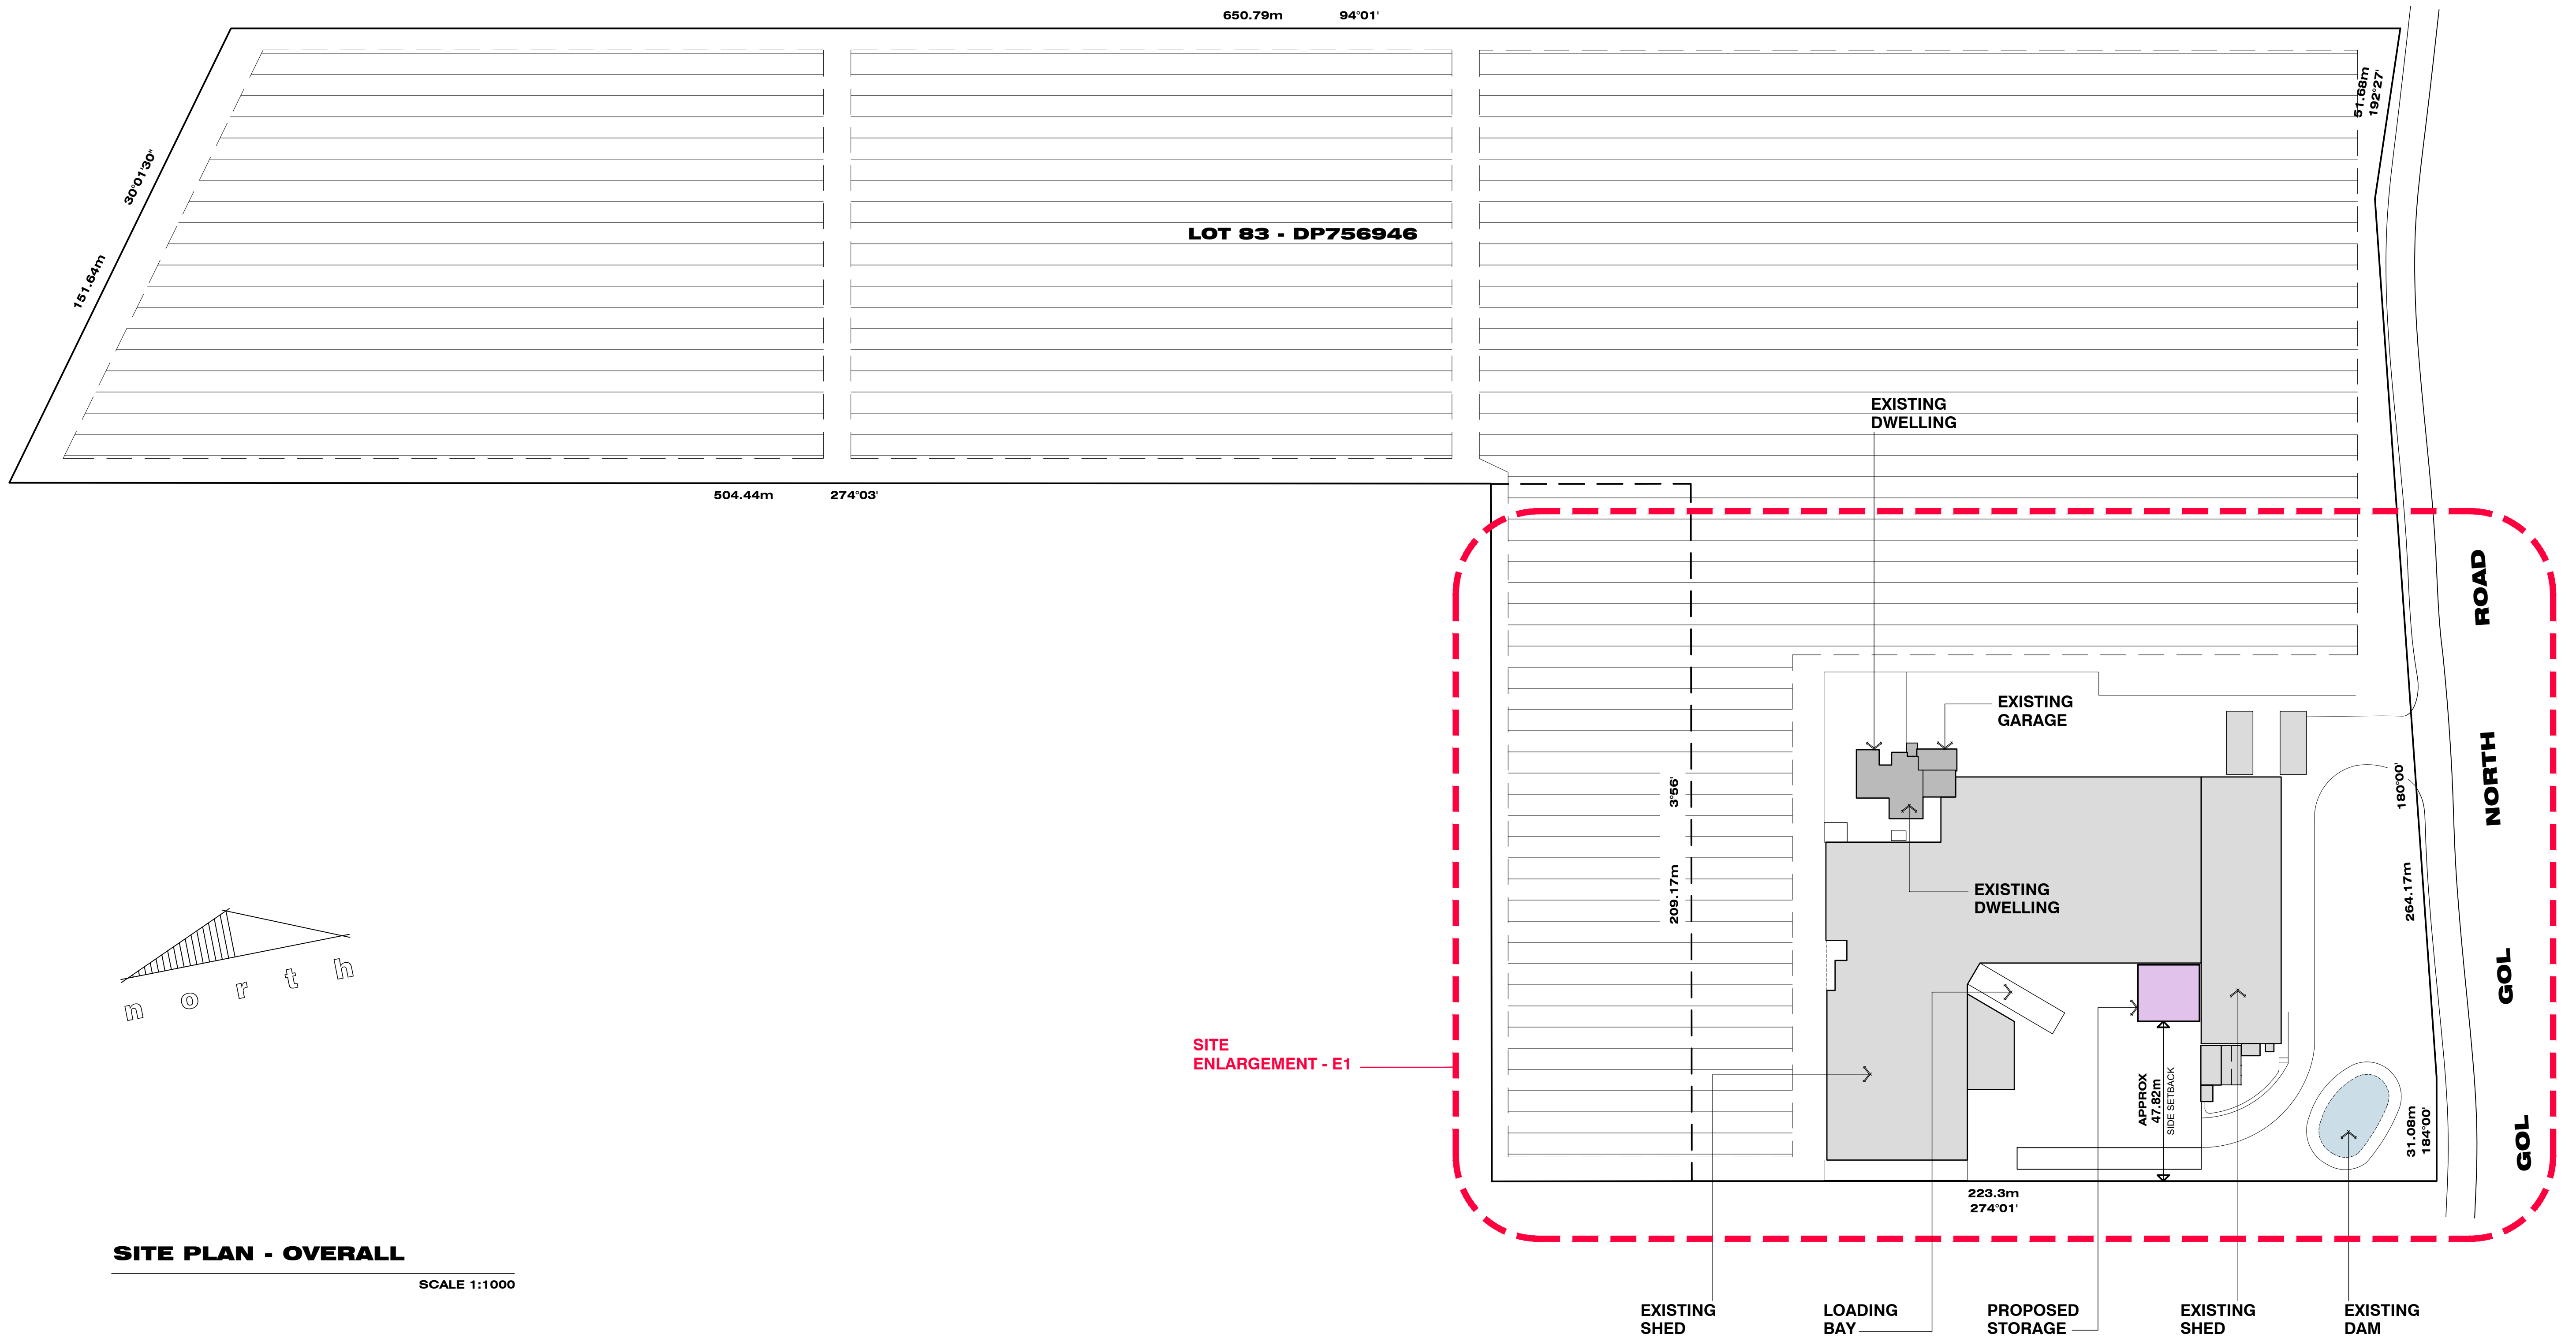 650.79m 94°01'
51.68m
192°27'
30°01'30"
151.64m
LOT 83 - DP756946
EXISTING
DWELLING
504.44m 274°03'
ROAD
NORTH
GOL
GOL
EXISTING
GARAGE
3°56'
209.17m
180°00'
264.17m
EXISTING
DWELLING
north
SITE
ENLARGEMENT - E1
APPROX
47.82m
SIDE SETBACK
31.08m
184°00'
223.3m
274°01'
SITE PLAN - OVERALL
SCALE 1:1000
EXISTING
SHED
LOADING
BAY
PROPOSED
STORAGE
EXISTING
SHED
EXISTING
DAM